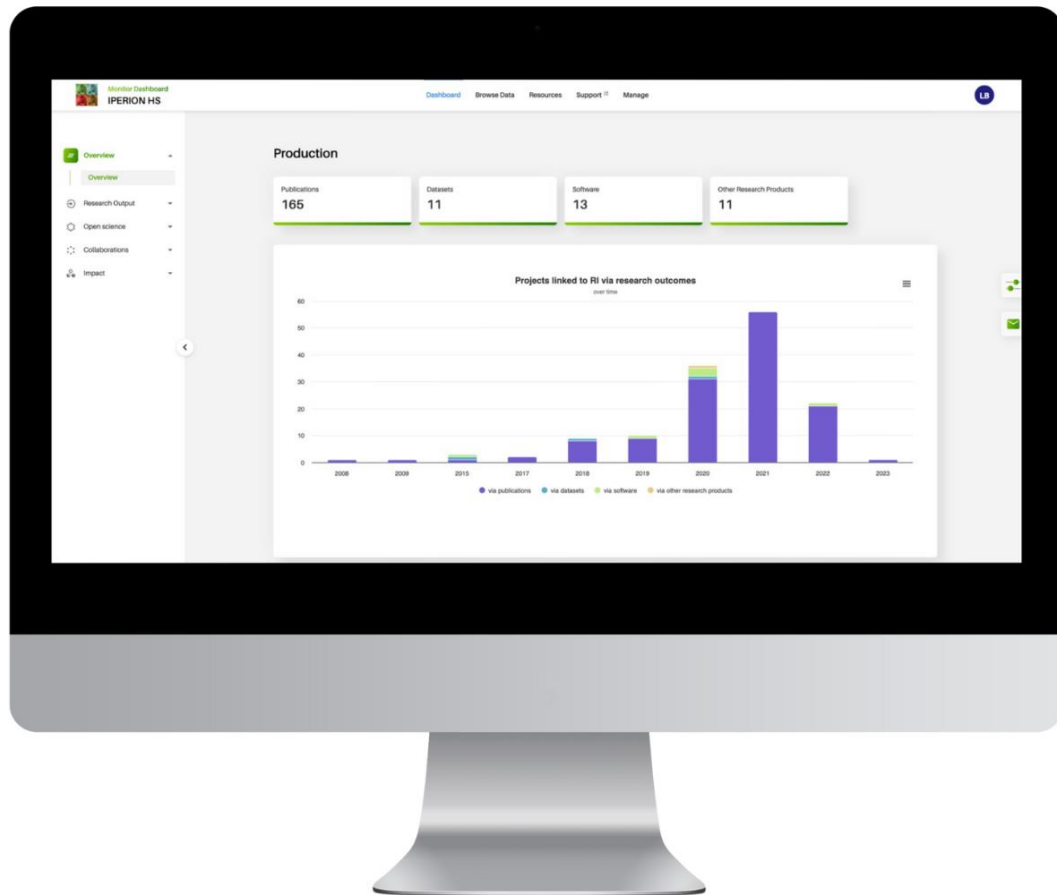 Monitor Dashboard
IPERION HS
Dashboard Browse Data Resources Support Manage
LB
Overview
Overview
Research Output
Open science
Collaborations
Impact
Production
Publications
165
Datasets
11
Software
13
Other Research Products
11
Projects linked to RI via research outcomes
over time
60
50
40
30
20
10
0
2008 2009 2015 2017 2018 2019 2020 2021 2022 2023
via publications via datasets via software via other research products